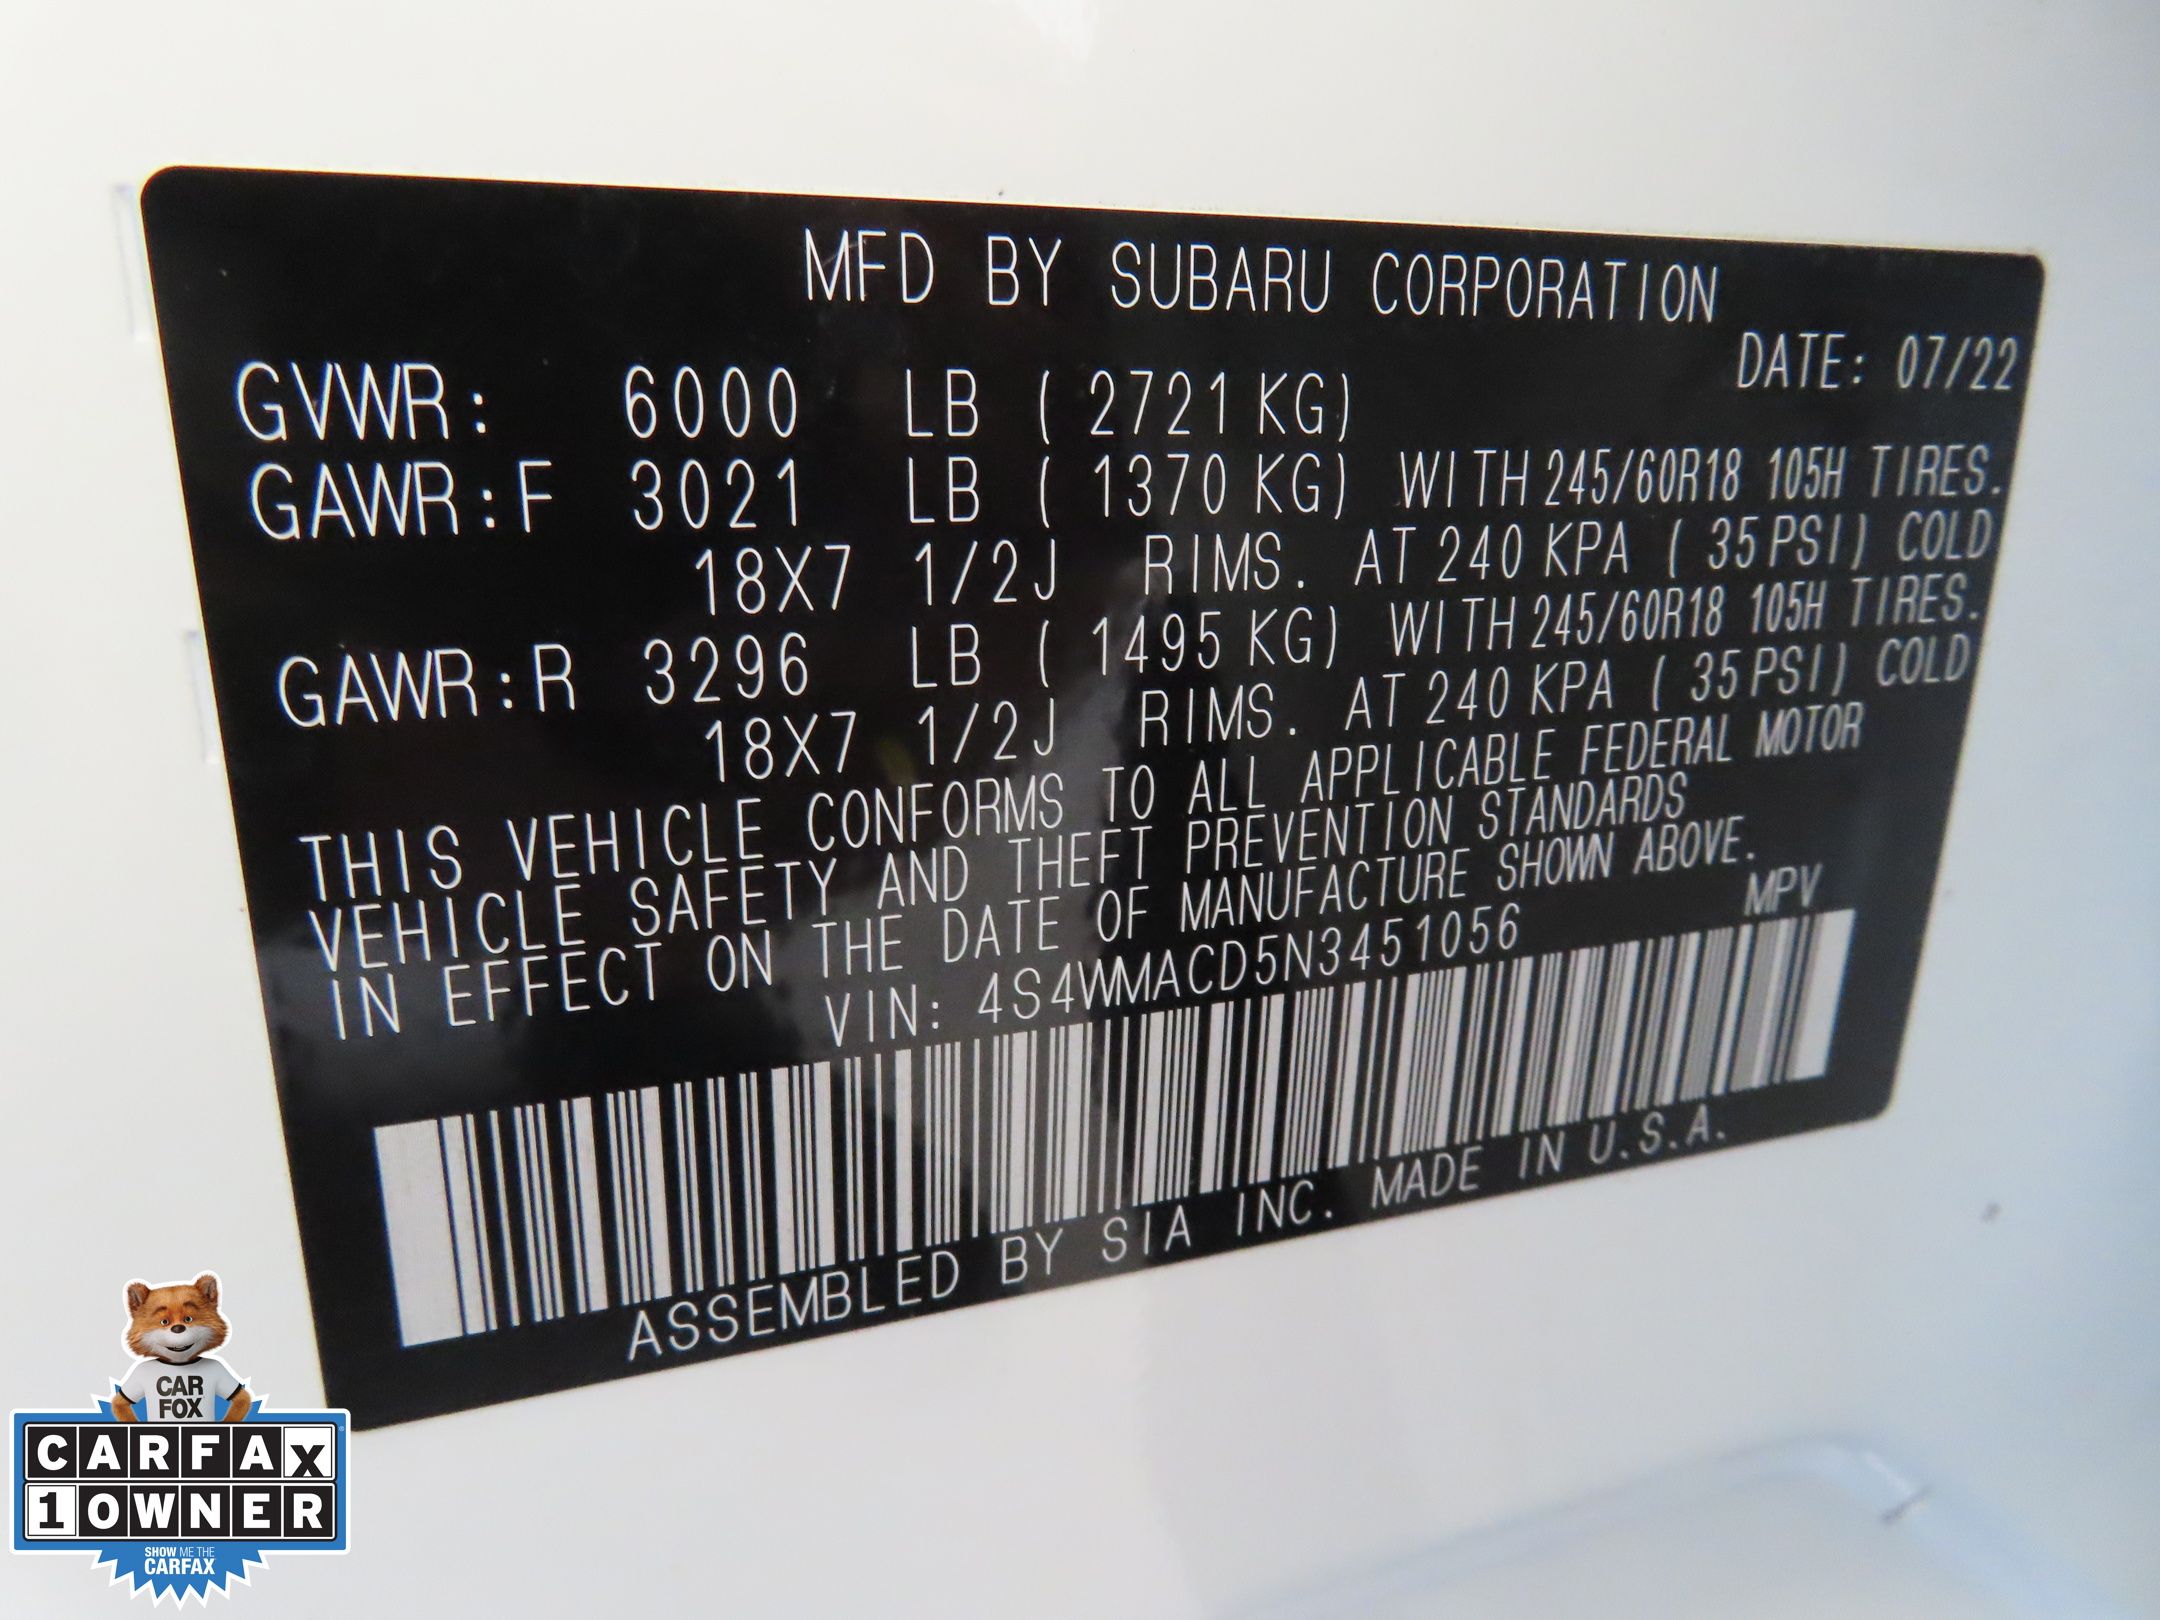 MFD BY SUBARU CORPORATION
DATE: 07/22
GVWR: 6000 LB ( 2721 KG)
GAWR:F 3021 LB ( 1370 KG) WITH 245/60R18 105H TIRES.
18X7 1/2J RIMS. AT 240 KPA ( 35 PSI) COLD
GAWR:R 3296 LB ( 1495 KG) WITH 245/60R18 105H TIRES.
18X7 1/2J RIMS. AT 240 KPA ( 35 PSI) COLD
THIS VEHICLE CONFORMS TO ALL APPLICABLE FEDERAL MOTOR
VEHICLE SAFETY AND THEFT PREVENTION STANDARDS
IN EFFECT ON THE DATE OF MANUFACTURE SHOWN ABOVE.
VIN: 4S4WMACD5N3451056 MPV
ASSEMBLED BY SIA INC. MADE IN U.S.A.
CAR
FOX
CARFAX
1 OWNER
SHOW ME THE
CARFAX